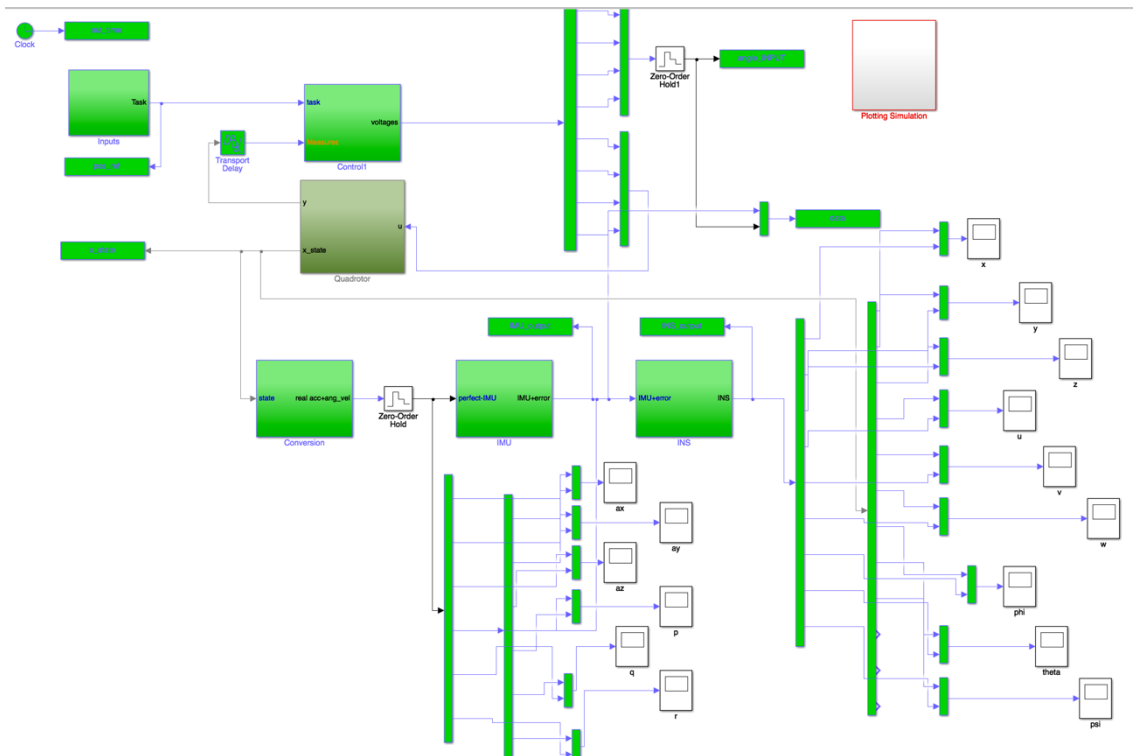 Clock
Task
Inputs
task
Measures
voltages
Control1
Transport
Delay
y
x_state
u
Quadrotor
Zero-Order
Hold1
Plotting Simulation
state
real acc+ang_vel
Conversion
Zero-Order
Hold
perfect-IMU
IMU+error
IMU
IMU+error
INS
INS
x
y
z
u
v
w
phi
theta
psi
ax
ay
az
p
q
r